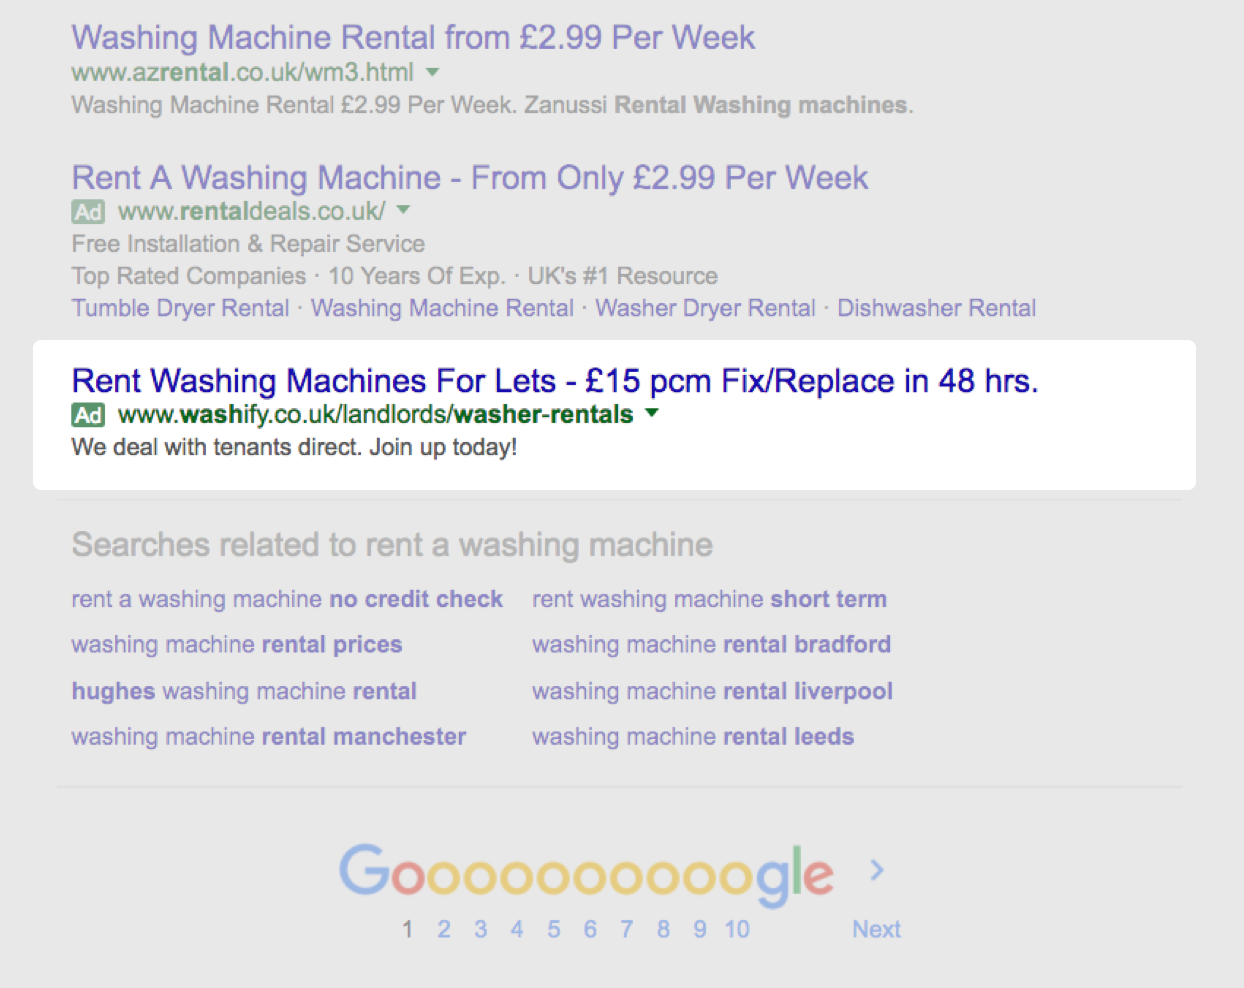 Washing Machine Rental from £2.99 Per Week
www.azrental.co.uk/wm3.html
Washing Machine Rental £2.99 Per Week. Zanussi Rental Washing machines.
Rent A Washing Machine - From Only £2.99 Per Week
Ad www.rentaldeals.co.uk/
Free Installation & Repair Service
Top Rated Companies · 10 Years Of Exp. · UK's #1 Resource
Tumble Dryer Rental · Washing Machine Rental · Washer Dryer Rental · Dishwasher Rental
Rent Washing Machines For Lets - £15 pcm Fix/Replace in 48 hrs.
Ad www.washify.co.uk/landlords/washer-rentals
We deal with tenants direct. Join up today!
Searches related to rent a washing machine
rent a washing machine no credit check rent washing machine short term
washing machine rental prices washing machine rental bradford
hughes washing machine rental washing machine rental liverpool
washing machine rental manchester washing machine rental leeds
Goooooooooogle >
1 2 3 4 5 6 7 8 9 10 Next